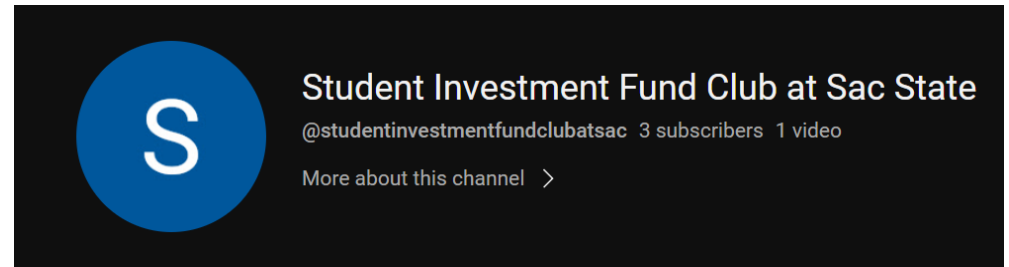 S
Student Investment Fund Club at Sac State
@studentinvestmentfundclubatsac 3 subscribers 1 video
More about this channel